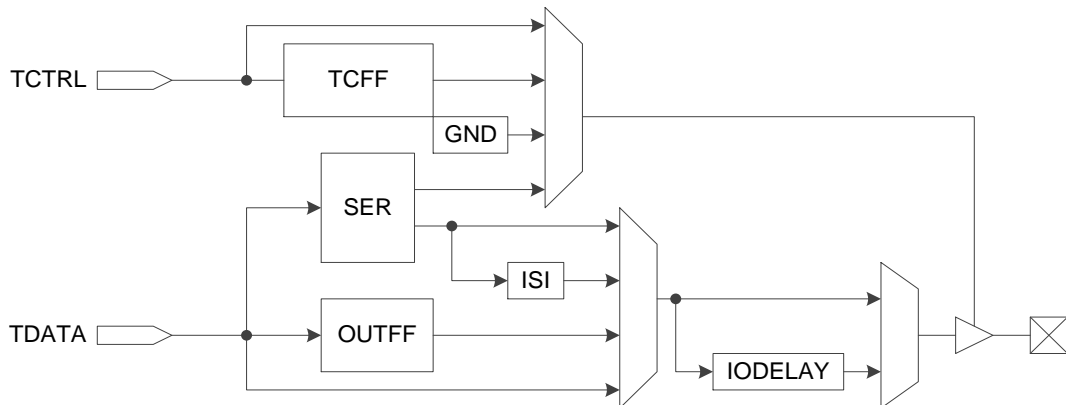 TCTRL
TCFF
GND
SER
ISI
TDATA
OUTFF
IODELAY